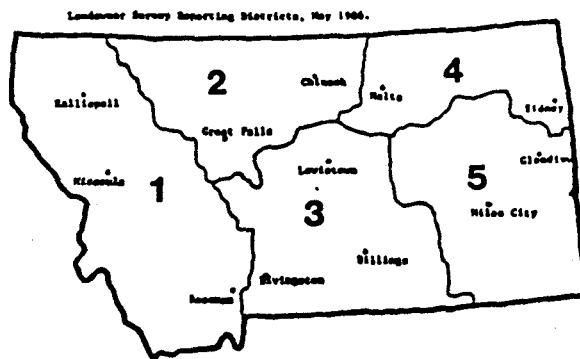 Landowner Survey Reporting Districts, May 1986.
2
4
Chinook
Malta
Kalispell
Sidney
Great Falls
Glendive
Lewistown
Missoula
1
5
3
Miles City
Billings
Livingston
Bozeman